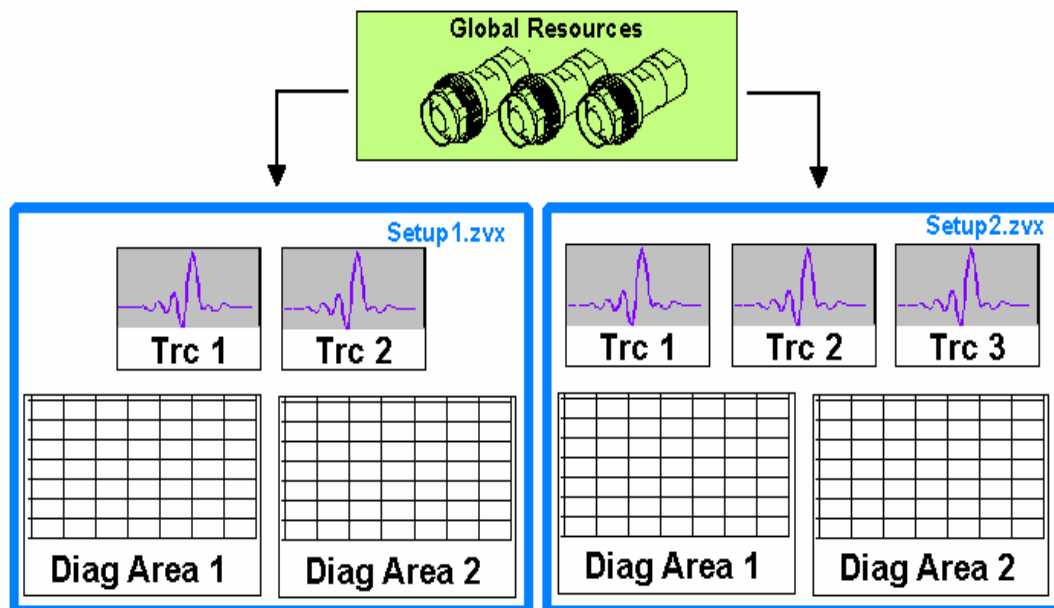 Global Resources
Setup1.zvx
Trc 1
Trc 2
Diag Area 1
Diag Area 2
Setup2.zvx
Trc 1
Trc 2
Trc 3
Diag Area 1
Diag Area 2